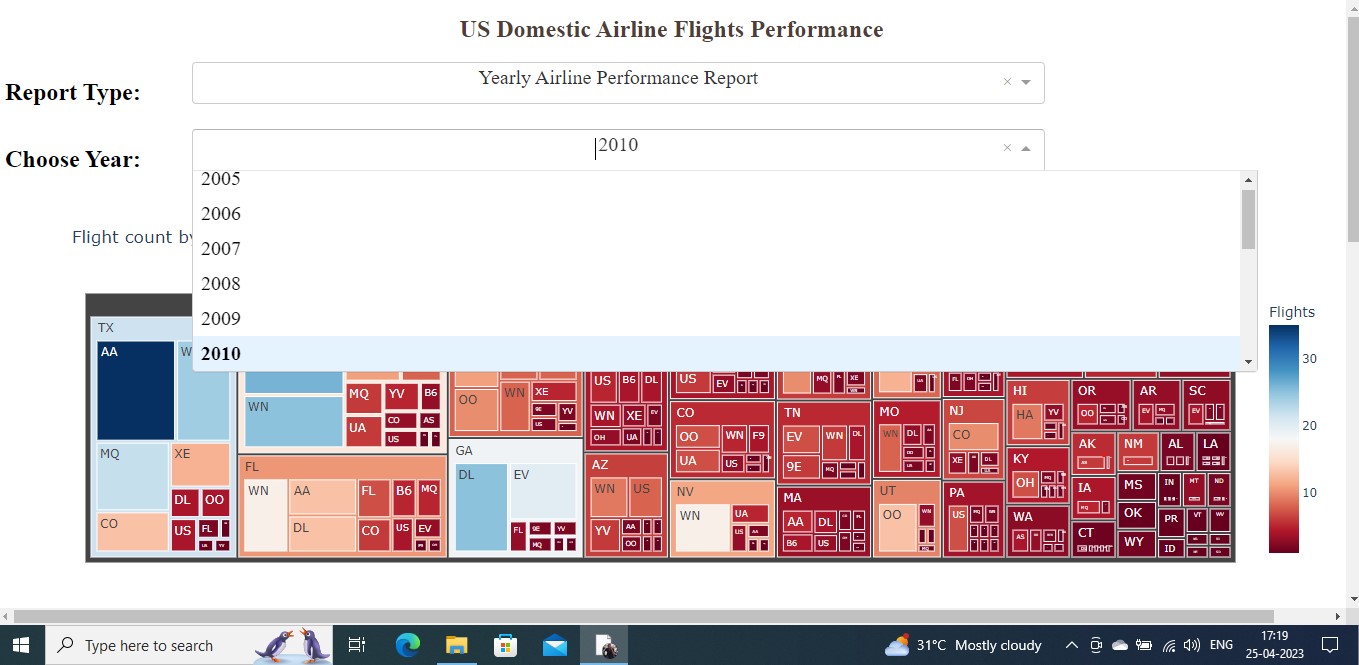 US Domestic Airline Flights Performance
Report Type:
Yearly Airline Performance Report
×
Choose Year:
2010
×
2005
2006
2007
2008
2009
2010
Flight count by
Flights
30
20
10
TX
AA
W
MQ
XE
DL
OO
CO
US
FL
WN
MQ
YV
B6
UA
CO
AS
US
FL
WN
AA
FL
B6
MQ
DL
CO
US
EV
OO
WN
XE
9E
YV
US
GA
DL
EV
FL
9E
YV
MQ
US
B6
DL
WN
XE
EV
OH
UA
AZ
WN
US
YV
AA
OO
US
EV
CO
OO
WN
F9
UA
US
NV
WN
UA
US
MQ
XE
TN
EV
WN
DL
9E
MQ
MA
AA
DL
B6
US
MO
WN
DL
UT
OO
WN
FL
NJ
CO
XE
DL
PA
US
HI
HA
YV
KY
OH
WA
AS
OR
OO
AK
IA
CT
AR
EV
NM
MS
OK
WY
SC
EV
AL
LA
IN
MT
ND
PR
VT
WV
ID
Type here to search
31°C Mostly cloudy
ENG
17:19
25-04-2023